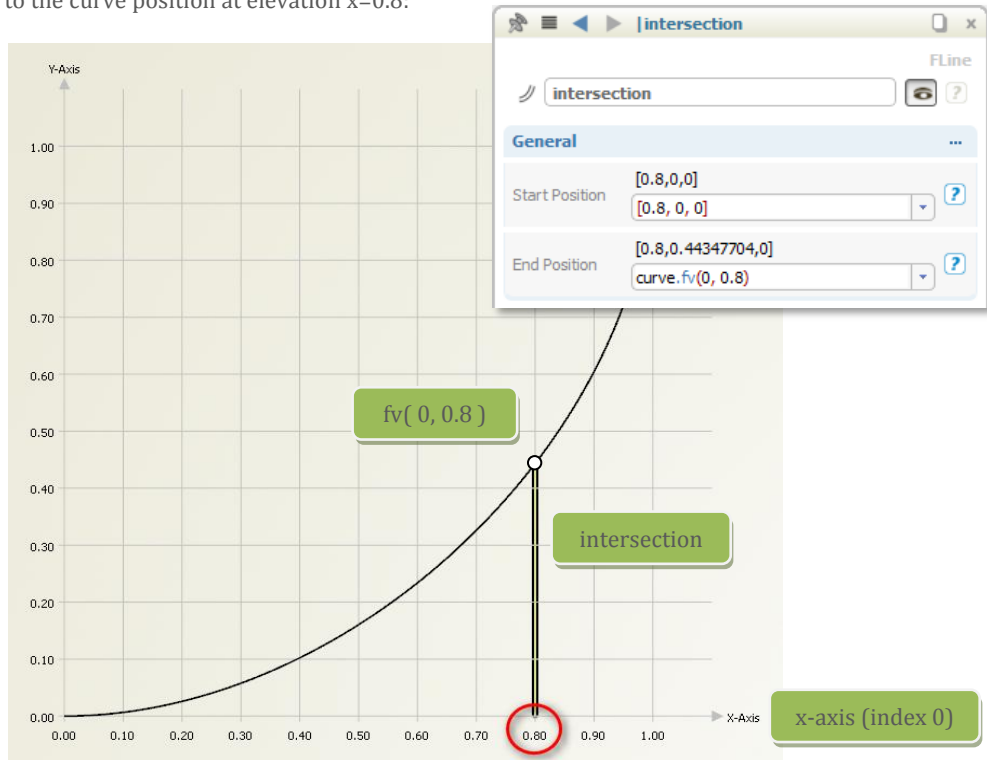 to the curve position at elevation x=0.8.
|intersection
FLine
intersection
General
...
Start Position
[0.8,0,0]
[0.8, 0, 0]
End Position
[0.8,0.44347704,0]
curve.fv(0, 0.8)
Y-Axis
1.00
0.90
0.80
0.70
0.60
0.50
0.40
0.30
0.20
0.10
0.00
fv( 0, 0.8 )
intersection
X-Axis
x-axis (index 0)
0.00 0.10 0.20 0.30 0.40 0.50 0.60 0.70 0.80 0.90 1.00